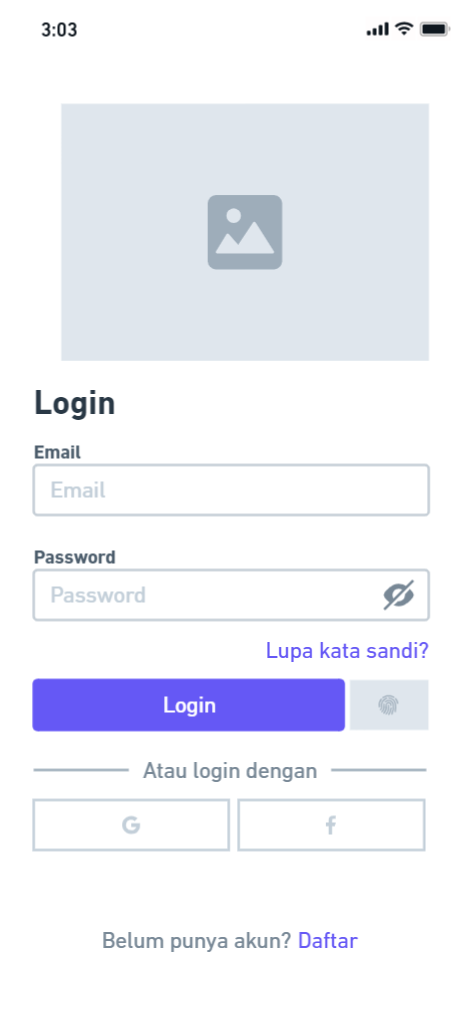 3:03
Login
Email
Email
Password
Password
Lupa kata sandi?
Login
Atau login dengan
G
f
Belum punya akun? Daftar